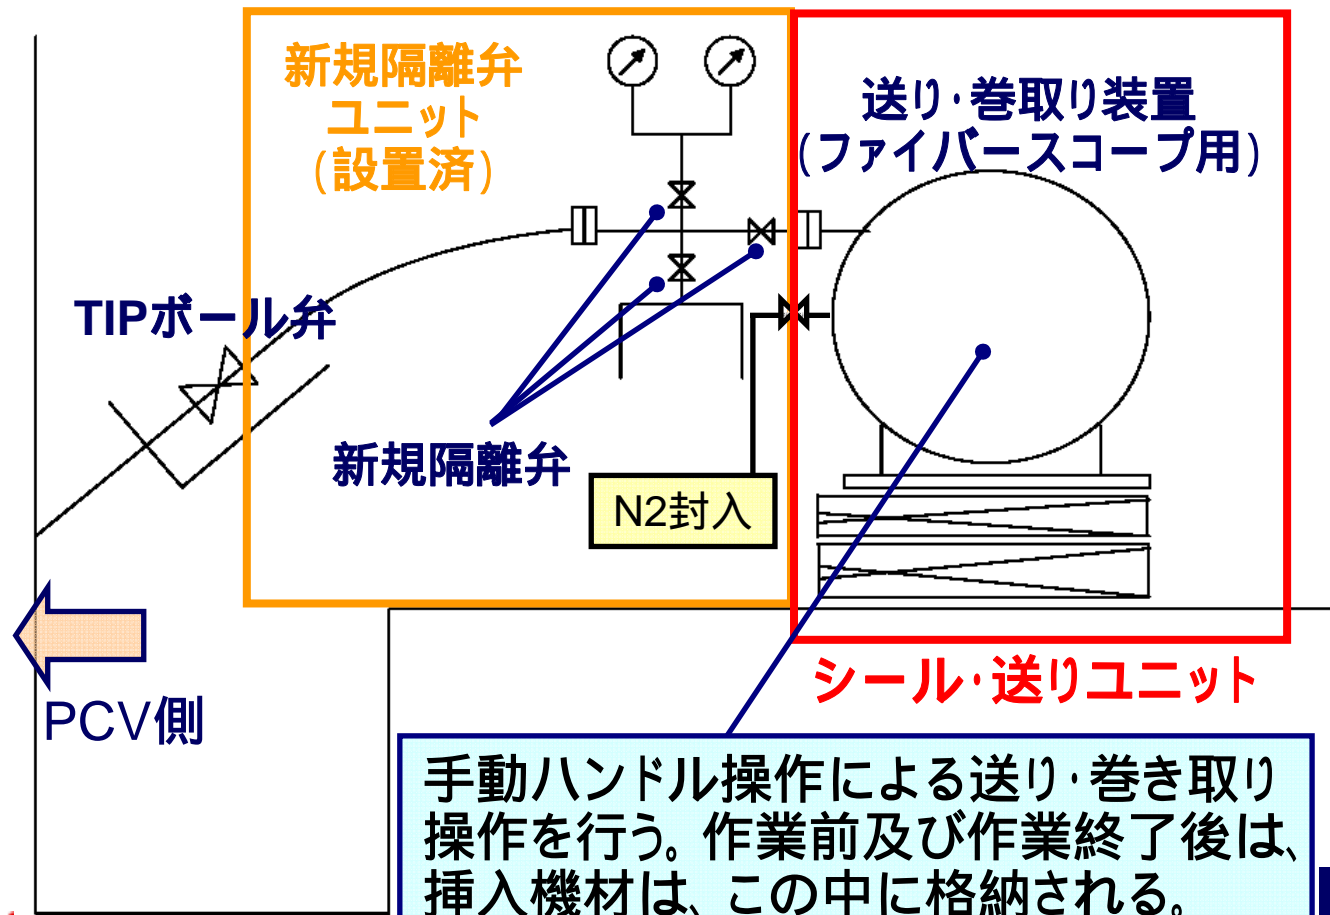 新規隔離弁
ユニット
(設置済)
送り・巻取り装置
(ファイバースコープ用)
TIPボール弁
新規隔離弁
N2封入
シール・送りユニット
PCV側
手動ハンドル操作による送り・巻き取り
操作を行う。作業前及び作業終了後は、
挿入機材は、この中に格納される。